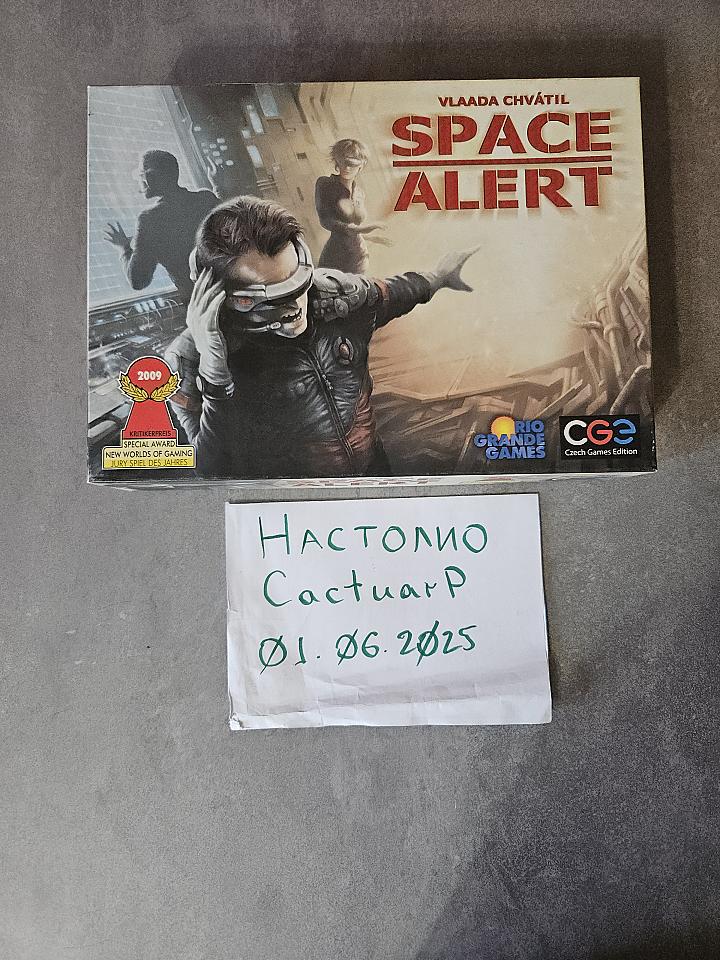 VLAADA CHVÁTIL
SPACE
ALERT
2009
KRITIKERPREIS
SPECIAL AWARD
NEW WORLDS OF GAMING
JURY SPIEL DES JAHRES
RIO
GRANDE
GAMES
CGE
Czech Games Edition
НАСТОЛИО
CactuarP
01.06.2025